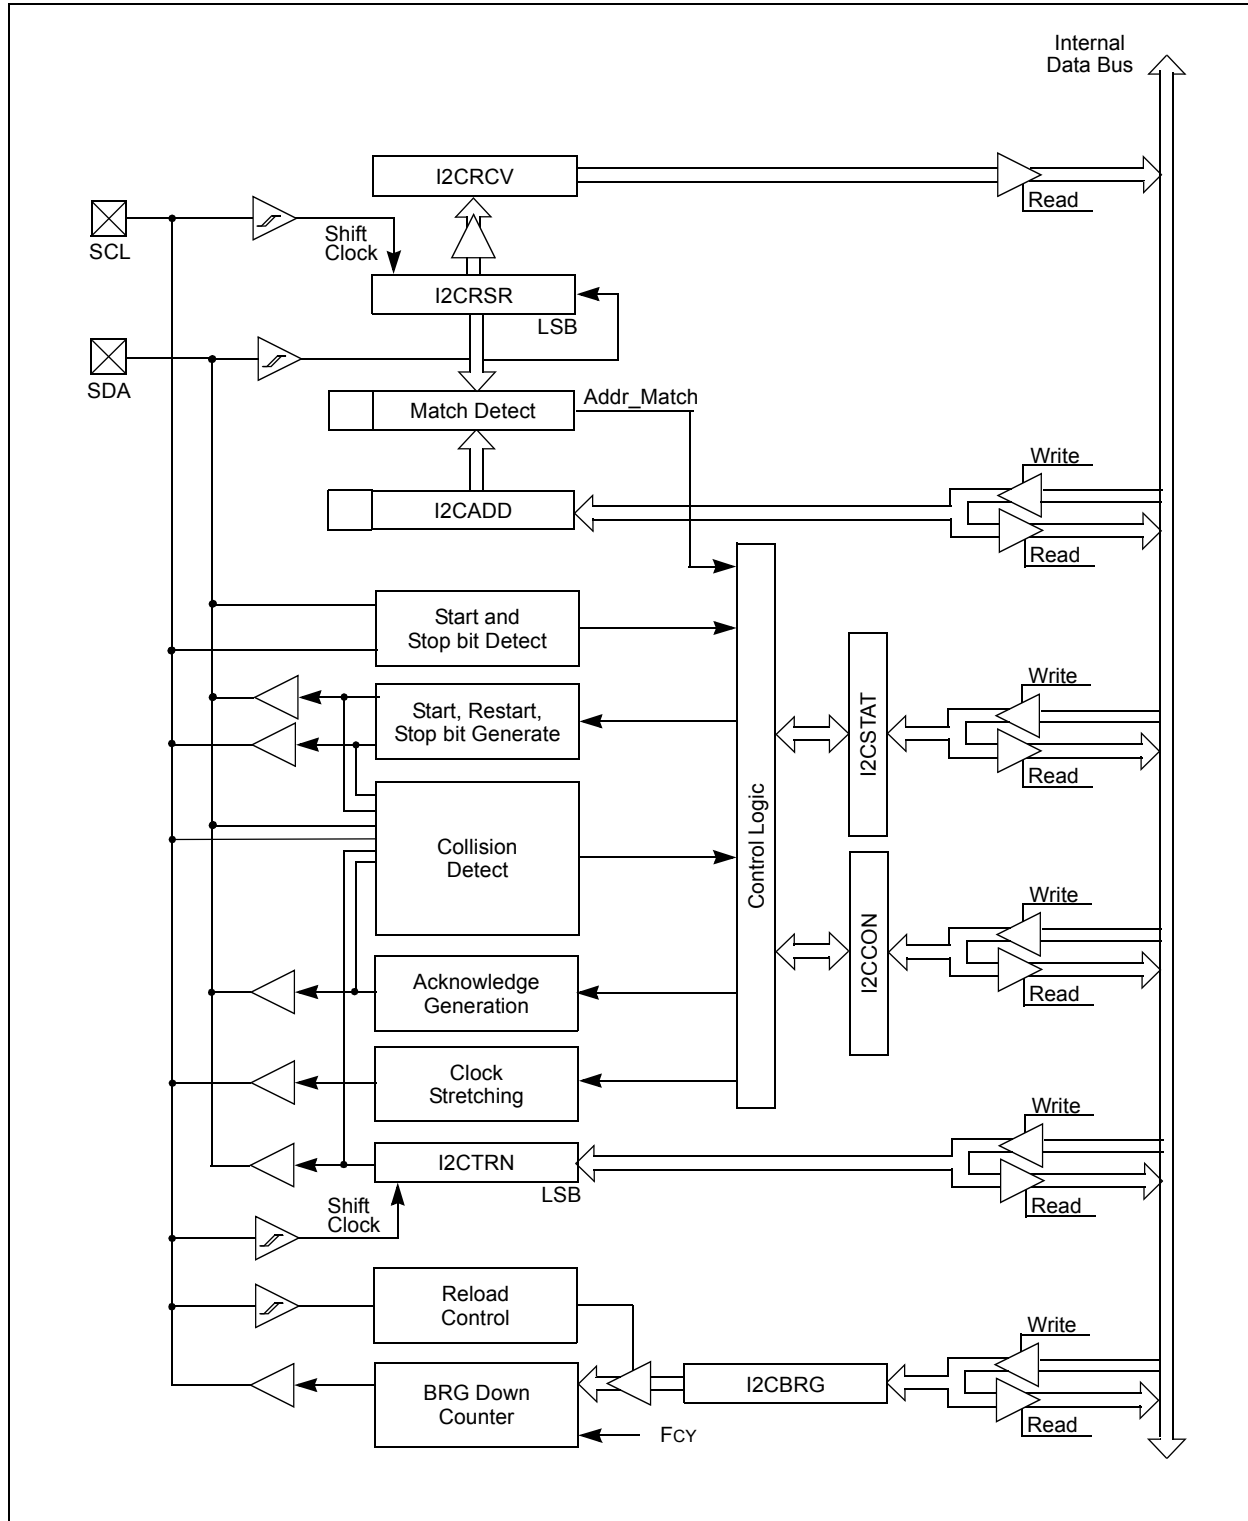 Internal
Data Bus
I2CRCV
Read
SCL
Shift
Clock
I2CRSR
LSB
SDA
Match Detect
Addr_Match
Write
I2CADD
Read
Start and
Stop bit Detect
Start, Restart,
Stop bit Generate
Write
I2CSTAT
Read
Control Logic
Collision
Detect
Write
I2CCON
Read
Acknowledge
Generation
Clock
Stretching
Write
I2CTRN
LSB
Read
Shift
Clock
Reload
Control
Write
I2CBRG
BRG Down
Counter
Read
FCY